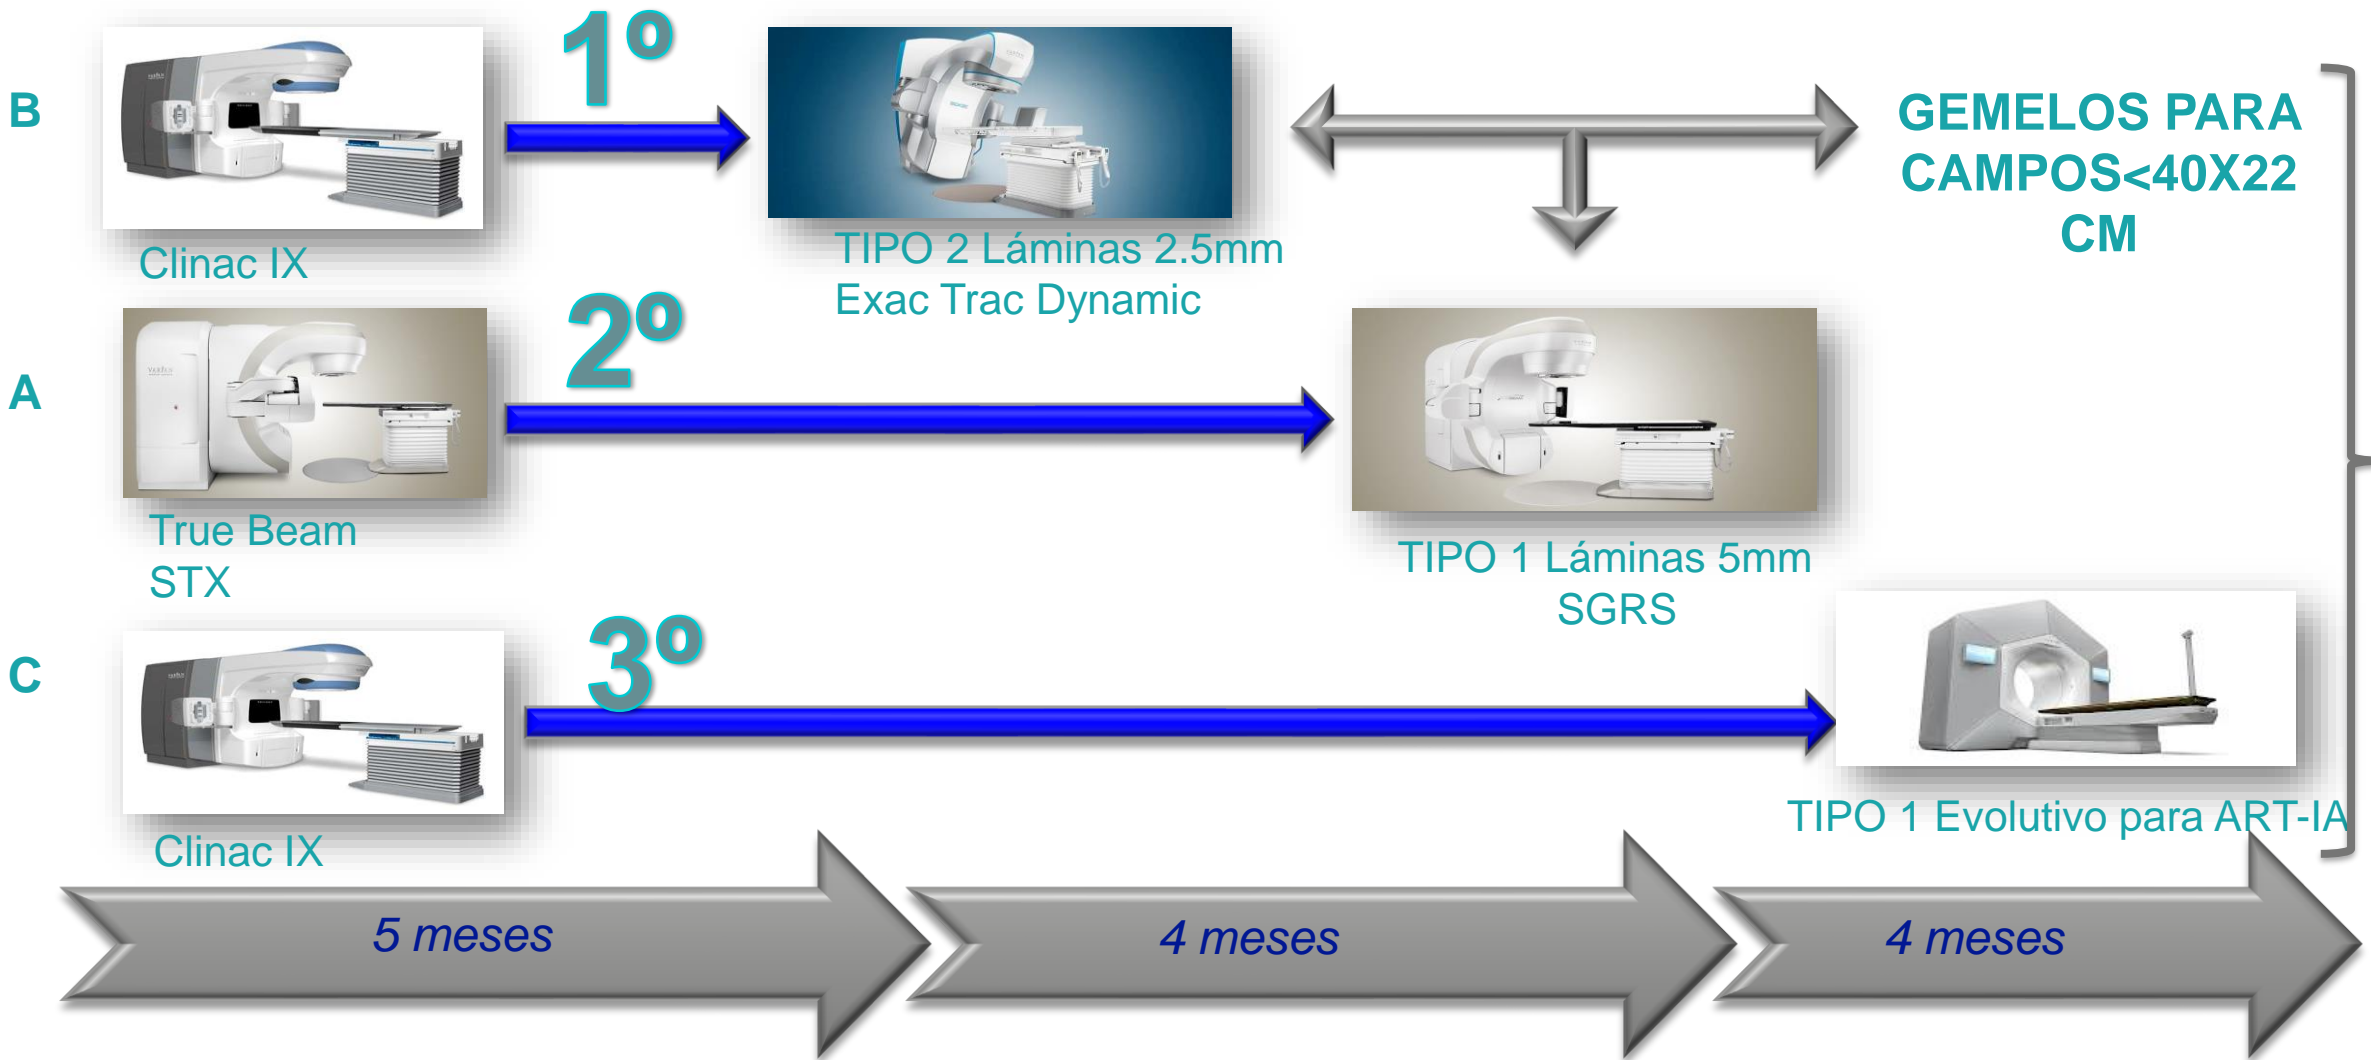 B
1º
GEMELOS PARA
CAMPOS<40X22
CM
Clinac IX
TIPO 2 Láminas 2.5mm
Exac Trac Dynamic
A
2º
True Beam
STX
TIPO 1 Láminas 5mm
SGRS
C
3º
Clinac IX
TIPO 1 Evolutivo para ART-IA
5 meses
4 meses
4 meses